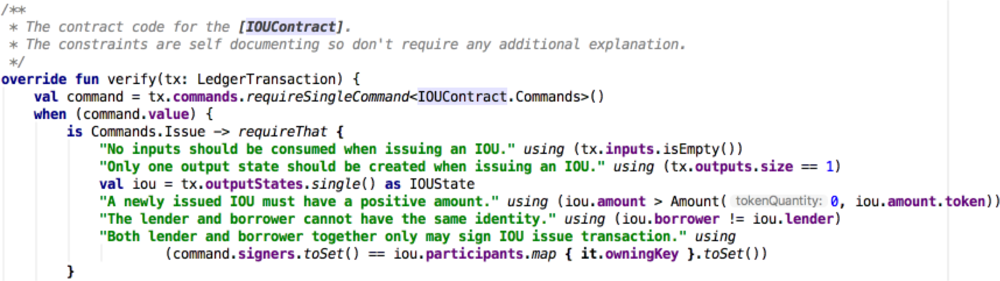 /**
 * The contract code for the [IOUContract].
 * The constraints are self documenting so don't require any additional explanation.
 */
override fun verify(tx: LedgerTransaction) {
    val command = tx.commands.requireSingleCommand<IOUContract.Commands>()
    when (command.value) {
        is Commands.Issue -> requireThat {
            "No inputs should be consumed when issuing an IOU." using (tx.inputs.isEmpty())
            "Only one output state should be created when issuing an IOU." using (tx.outputs.size == 1)
            val iou = tx.outputStates.single() as IOUState
            "A newly issued IOU must have a positive amount." using (iou.amount > Amount( tokenQuantity: 0, iou.amount.token))
            "The lender and borrower cannot have the same identity." using (iou.borrower != iou.lender)
            "Both lender and borrower together only may sign IOU issue transaction." using
                    (command.signers.toSet() == iou.participants.map { it.owningKey }.toSet())
        }